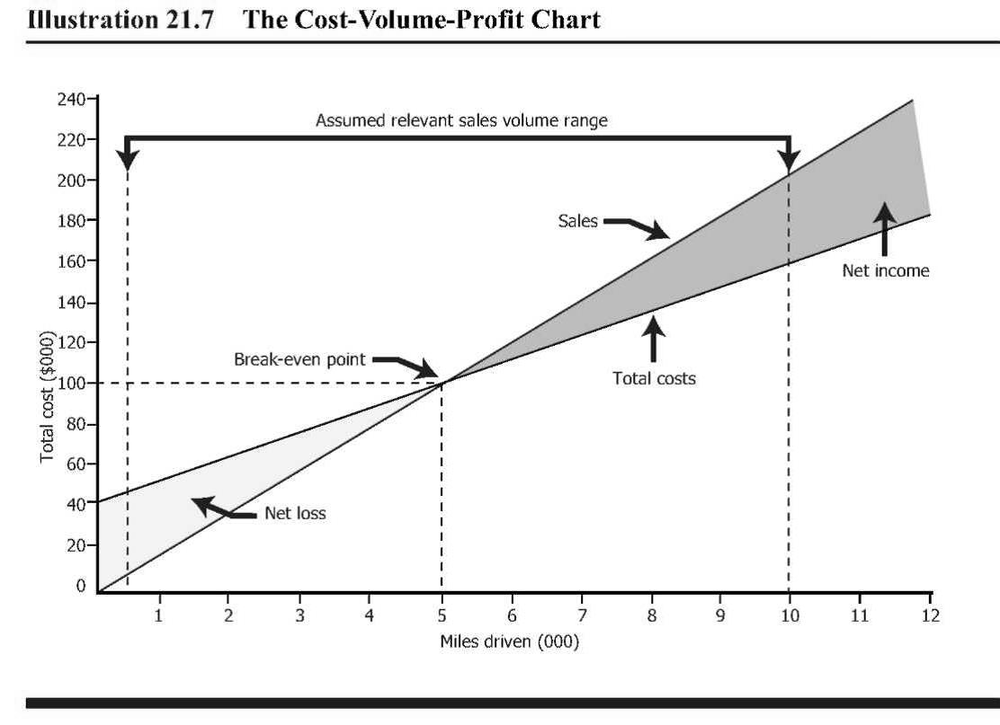 Illustration 21.7 The Cost-Volume-Profit Chart
240
Assumed relevant sales volume range
220
200
180
Sales
160
Net income
140
120
Break-even point
Total costs
100
80
60
40
Net loss
20
0
Total cost ($000)
1 2 3 4 5 6 7 8 9 10 11 12
Miles driven (000)